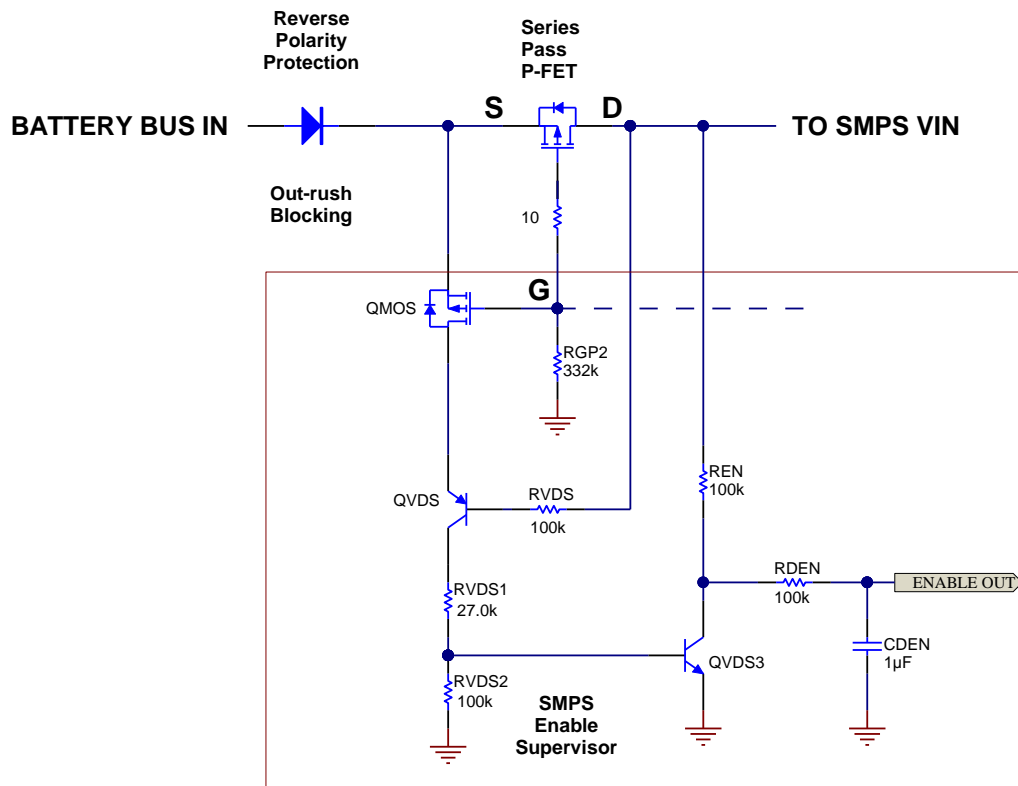 Reverse
Polarity
Protection
Series
Pass
P-FET
S
D
BATTERY BUS IN
TO SMPS VIN
Out-rush
Blocking
10
G
QMOS
RGP2
332k
REN
100k
QVDS
RVDS
100k
RDEN
100k
ENABLE OUT
RVDS1
27.0k
CDEN
1µF
QVDS3
RVDS2
100k
SMPS
Enable
Supervisor